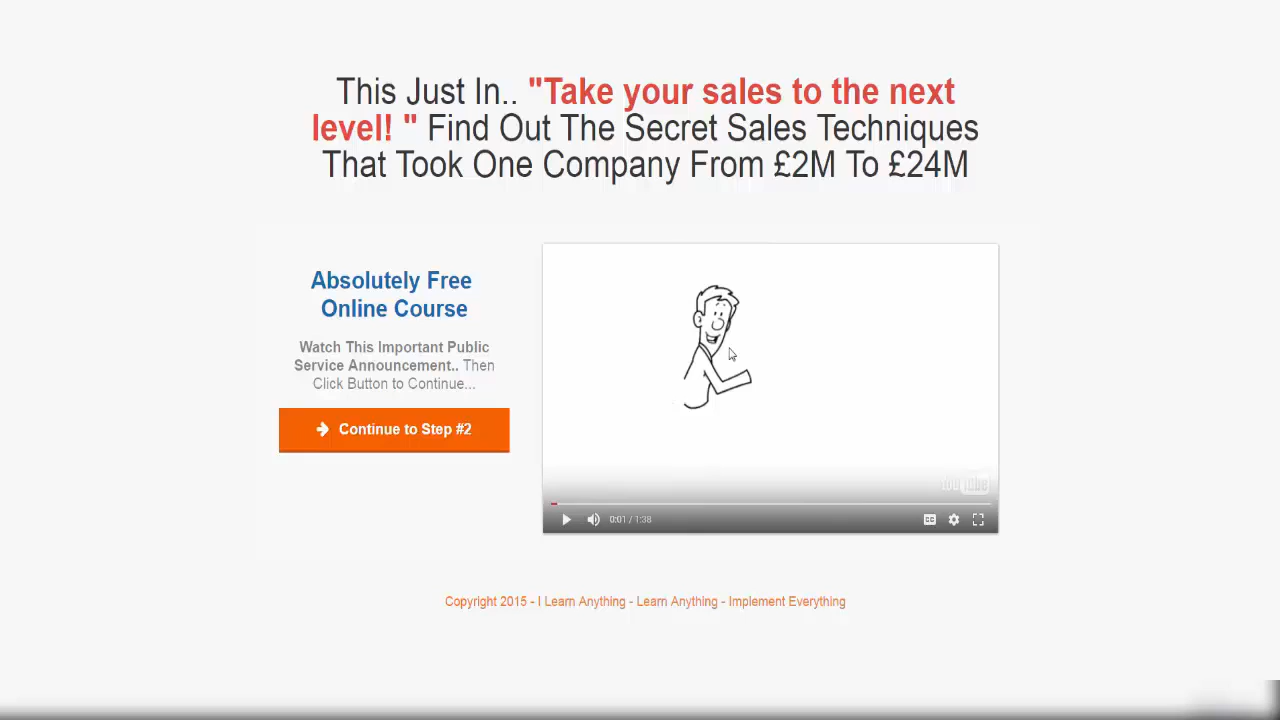 This Just In.. "Take your sales to the next
level! " Find Out The Secret Sales Techniques
That Took One Company From £2M To £24M
Absolutely Free
Online Course
Watch This Important Public
Service Announcement.. Then
Click Button to Continue...
Continue to Step #2
YouTube
0:01 / 1:38
CC
Copyright 2015 - I Learn Anything - Learn Anything - Implement Everything